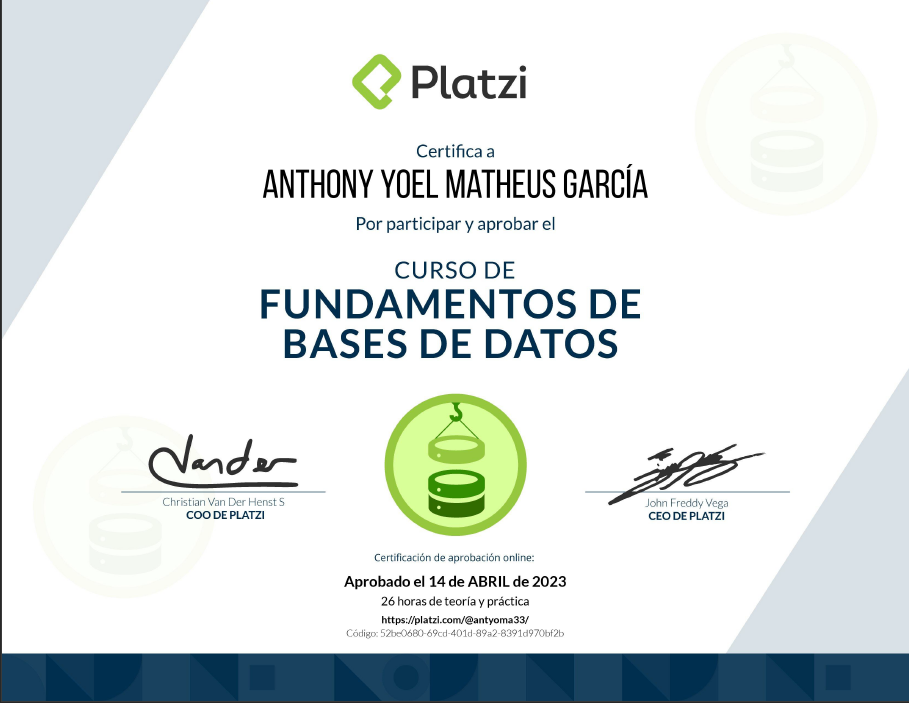 Platzi
Certifica a
ANTHONY YOEL MATHEUS GARCÍA
Por participar y aprobar el
CURSO DE
FUNDAMENTOS DE
BASES DE DATOS
Vander
Christian Van Der Henst S
COO DE PLATZI
John Freddy Vega
CEO DE PLATZI
Certificación de aprobación online:
Aprobado el 14 de ABRIL de 2023
26 horas de teoría y práctica
https://platzi.com/@antyoma33/
Código: 52be0680-69cd-401d-89a2-8391d970bf2b